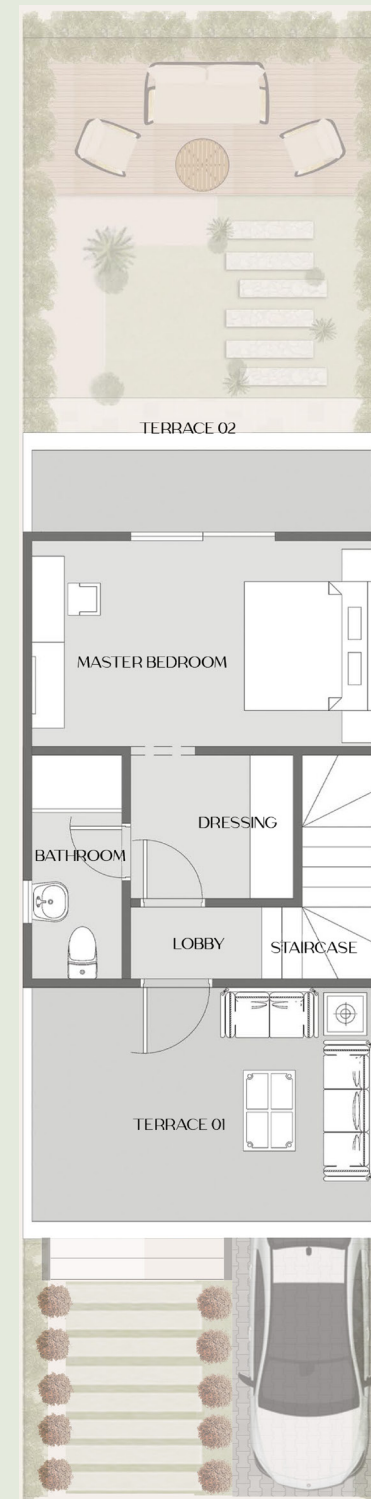 TERRACE 02
MASTER BEDROOM
DRESSING
BATHROOM
LOBBY
STAIRCASE
TERRACE 01